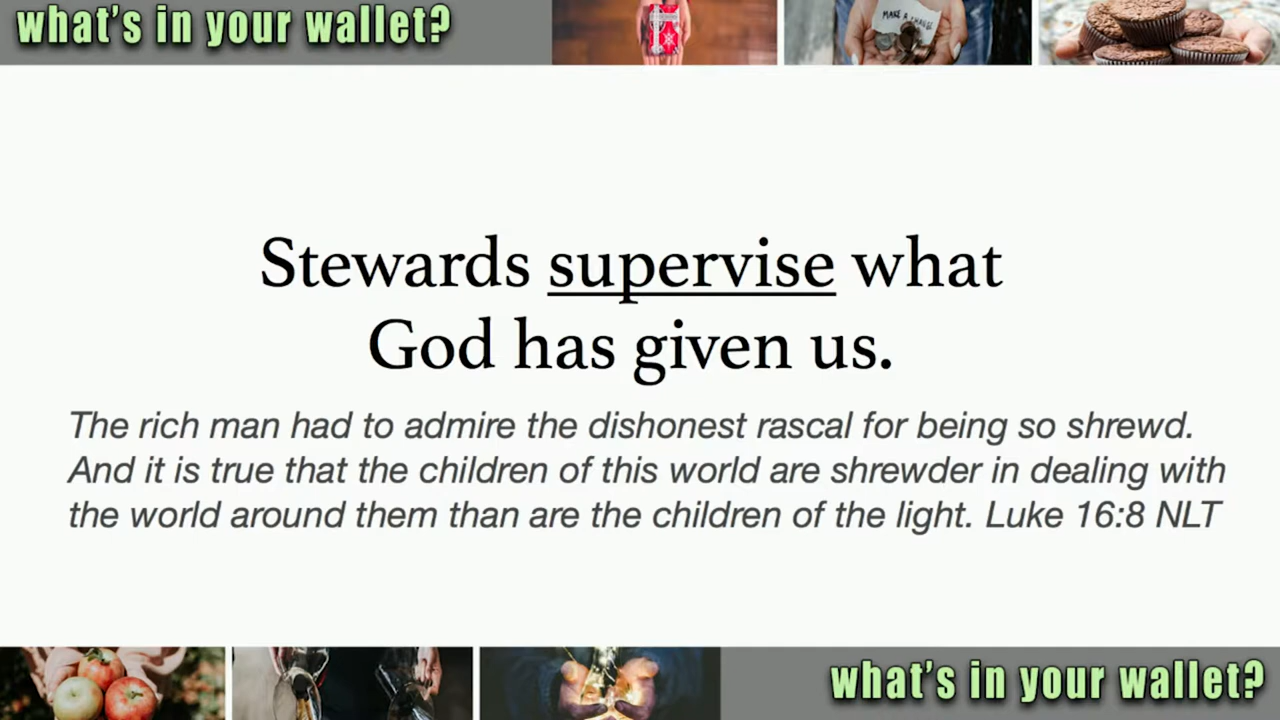 what's in your wallet?
MAKE A CHANGE
Stewards supervise what
God has given us.
The rich man had to admire the dishonest rascal for being so shrewd.
And it is true that the children of this world are shrewder in dealing with
the world around them than are the children of the light. Luke 16:8 NLT
what's in your wallet?